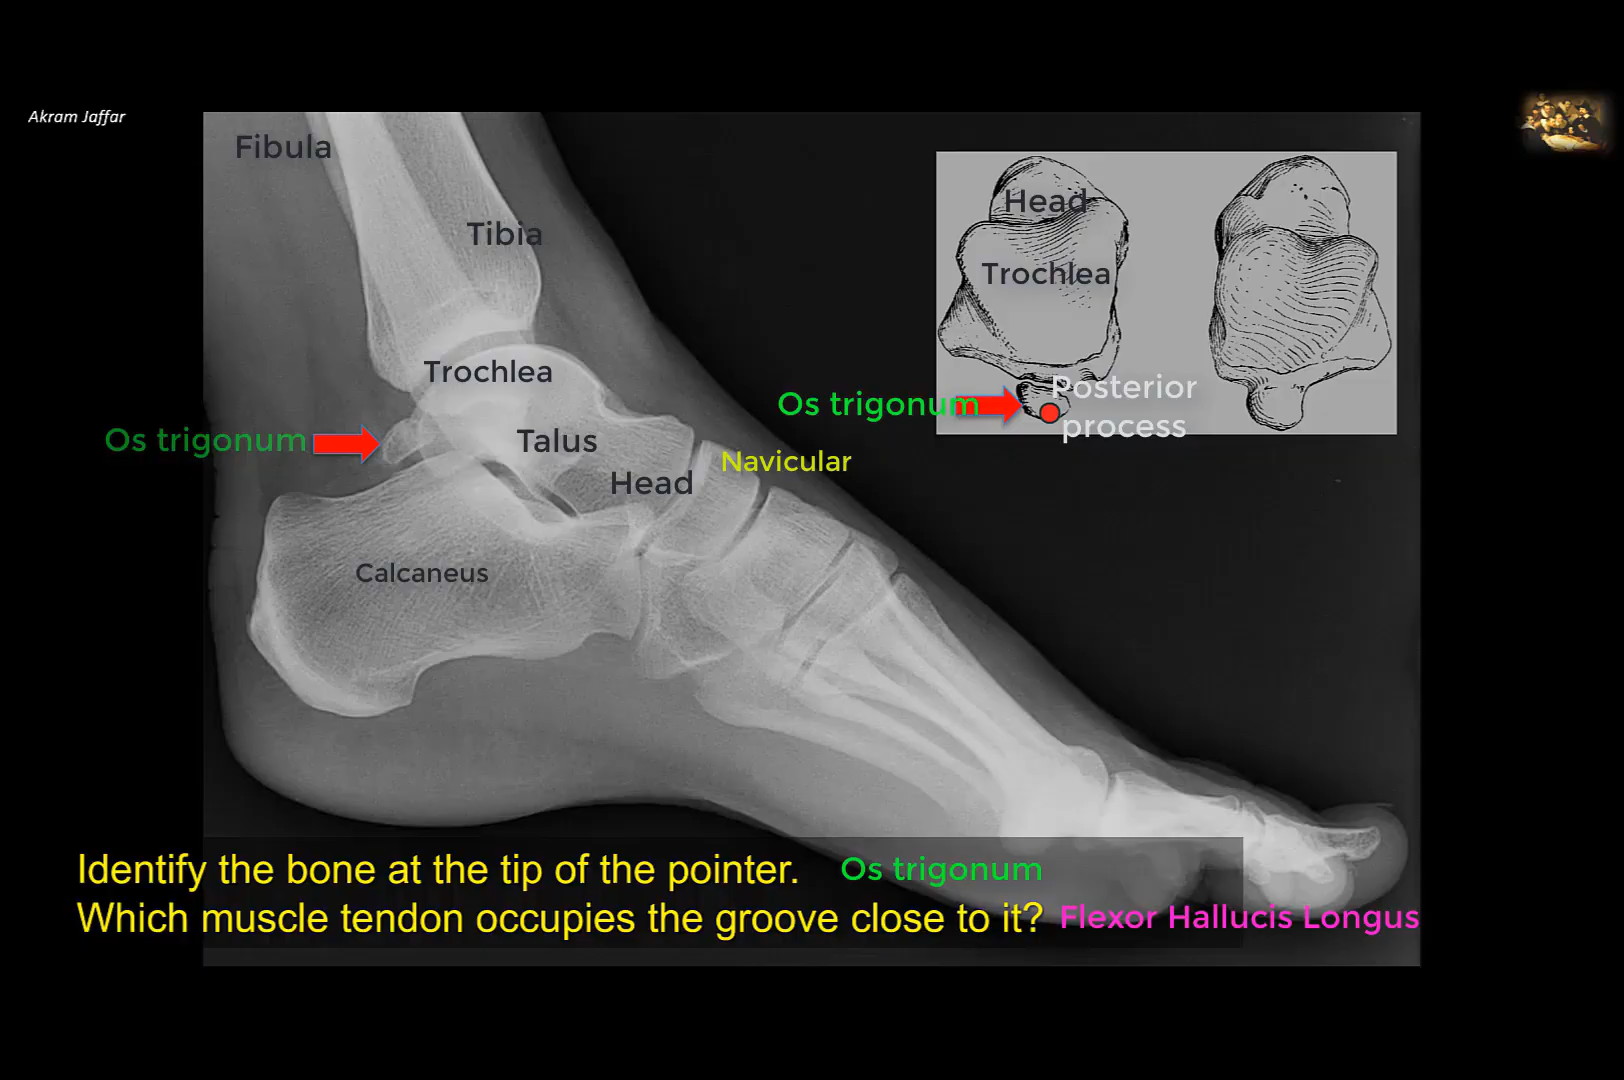 Akram Jaffar
Fibula
Tibia
Head
Trochlea
Trochlea
Os trigonum
Posterior
process
Os trigonum
Talus
Navicular
Head
Calcaneus
Identify the bone at the tip of the pointer. Os trigonum
Which muscle tendon occupies the groove close to it? Flexor Hallucis Longus